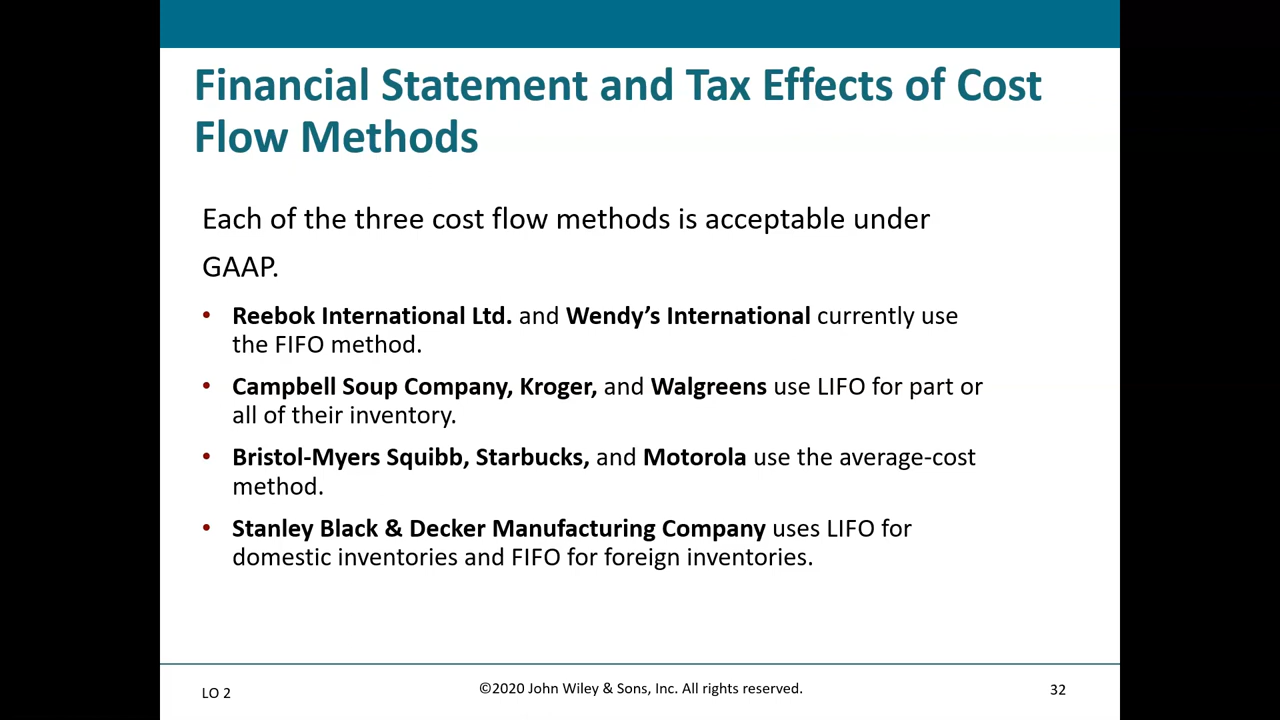 Financial Statement and Tax Effects of Cost
Flow Methods
Each of the three cost flow methods is acceptable under
GAAP.
• Reebok International Ltd. and Wendy’s International currently use
the FIFO method.
• Campbell Soup Company, Kroger, and Walgreens use LIFO for part or
all of their inventory.
• Bristol-Myers Squibb, Starbucks, and Motorola use the average-cost
method.
• Stanley Black & Decker Manufacturing Company uses LIFO for
domestic inventories and FIFO for foreign inventories.
LO 2
©2020 John Wiley & Sons, Inc. All rights reserved.
32